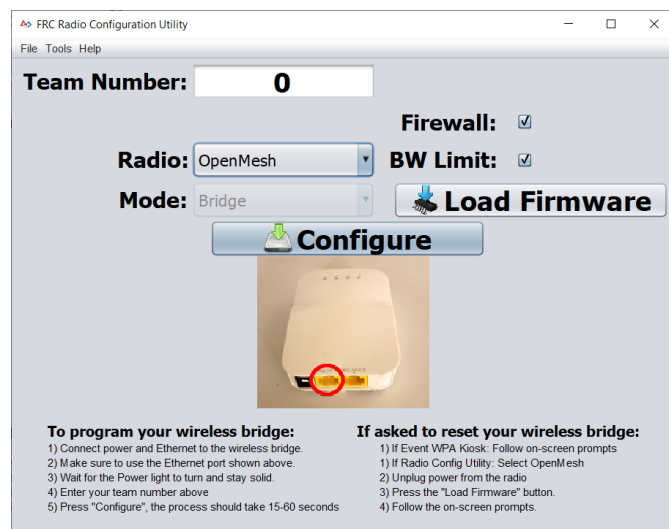 FRC Radio Configuration Utility
File Tools Help
Team Number: 0
Firewall:
Radio: OpenMesh
BW Limit:
Mode: Bridge
Load Firmware
Configure
To program your wireless bridge:
1) Connect power and Ethernet to the wireless bridge.
2) Make sure to use the Ethernet port shown above.
3) Wait for the Power light to turn and stay solid.
4) Enter your team number above
5) Press "Configure", the process should take 15-60 seconds
If asked to reset your wireless bridge:
1) If Event WPA Kiosk: Follow on-screen prompts
1) If Radio Config Utility: Select OpenMesh
2) Unplug power from the radio
3) Press the "Load Firmware" button.
4) Follow the on-screen prompts.